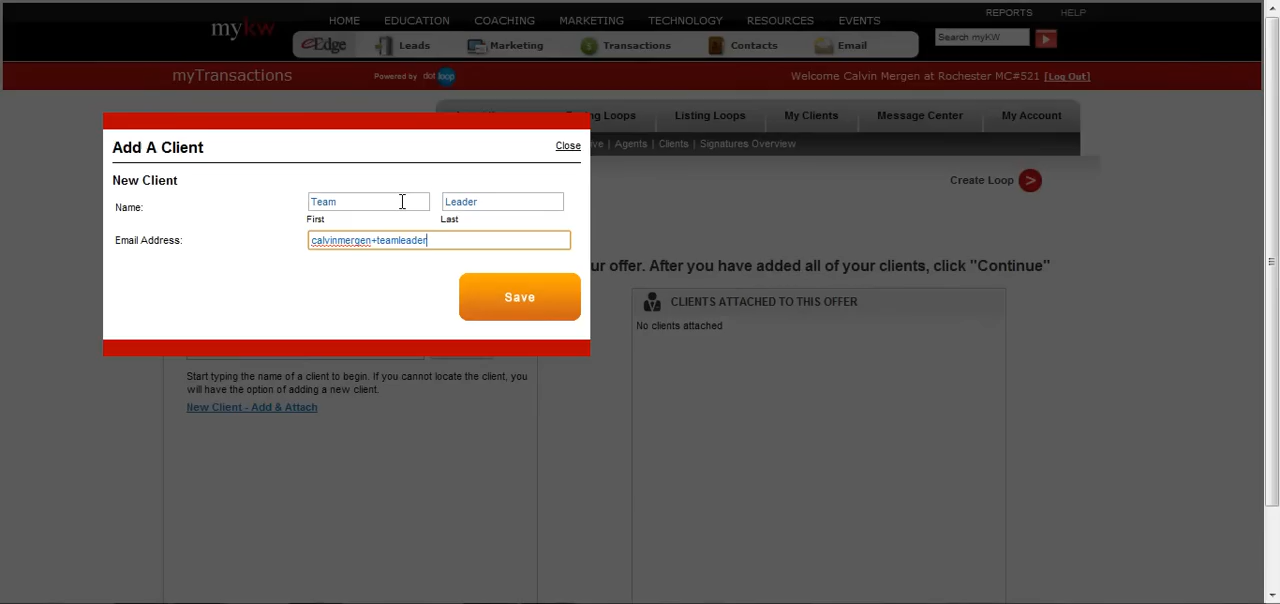 REPORTS HELP
mykw HOME EDUCATION COACHING MARKETING TECHNOLOGY RESOURCES EVENTS
eEdge Leads Marketing Transactions Contacts Email Search myKW
myTransactions Powered by dotloop Welcome Calvin Mergen at Rochester MC#521 [Log Out]
Loops Listing Loops My Clients Message Center My Account
Add A Client Close
ive | Agents | Clients | Signatures Overview
New Client
Create Loop >
Name: Team Leader
First Last
Email Address: calvinmergen+teamleader
ur offer. After you have added all of your clients, click "Continue"
Save
CLIENTS ATTACHED TO THIS OFFER
No clients attached
Start typing the name of a client to begin. If you cannot locate the client, you
will have the option of adding a new client.
New Client - Add & Attach